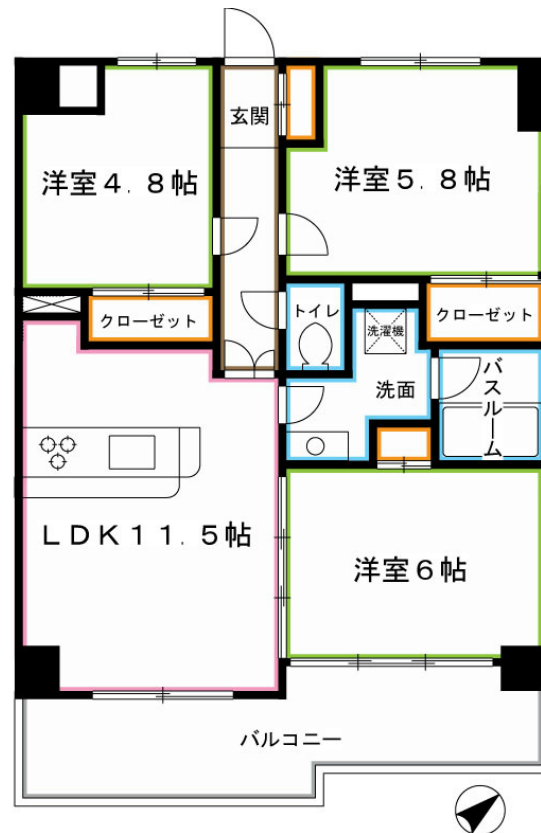 玄関
洋室4.8帖
洋室5.8帖
クローゼット
トイレ
洗濯機
クローゼット
洗面
バスルーム
LDK11.5帖
洋室6帖
バルコニー